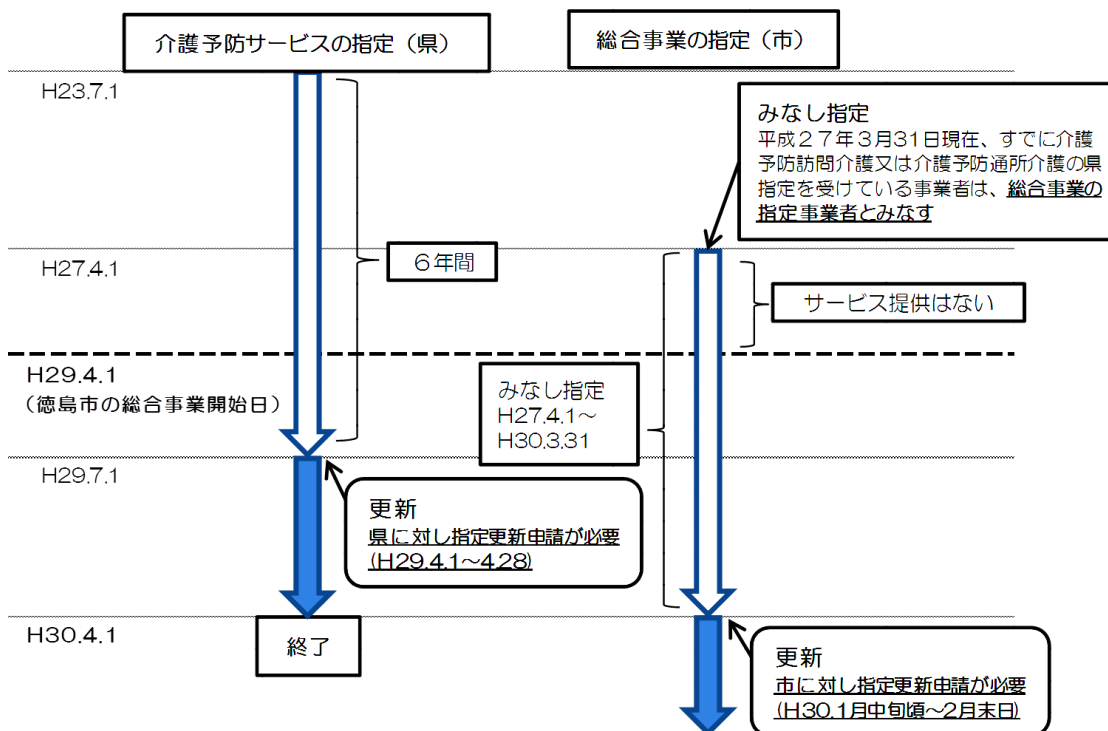 介護予防サービスの指定（県）
総合事業の指定（市）
H23.7.1
みなし指定
平成２７年３月31日現在、すでに介護
予防訪問介護又は介護予防通所介護の県
指定を受けている事業者は、総合事業の
指定事業者とみなす
H27.4.1
６年間
サービス提供はない
H29.4.1
（徳島市の総合事業開始日）
みなし指定
H27.4.1～
H30.3.31
H29.7.1
更新
県に対し指定更新申請が必要
(H29.4.1～4.28)
H30.4.1
終了
更新
市に対し指定更新申請が必要
(H30.1月中旬頃～2月末日)